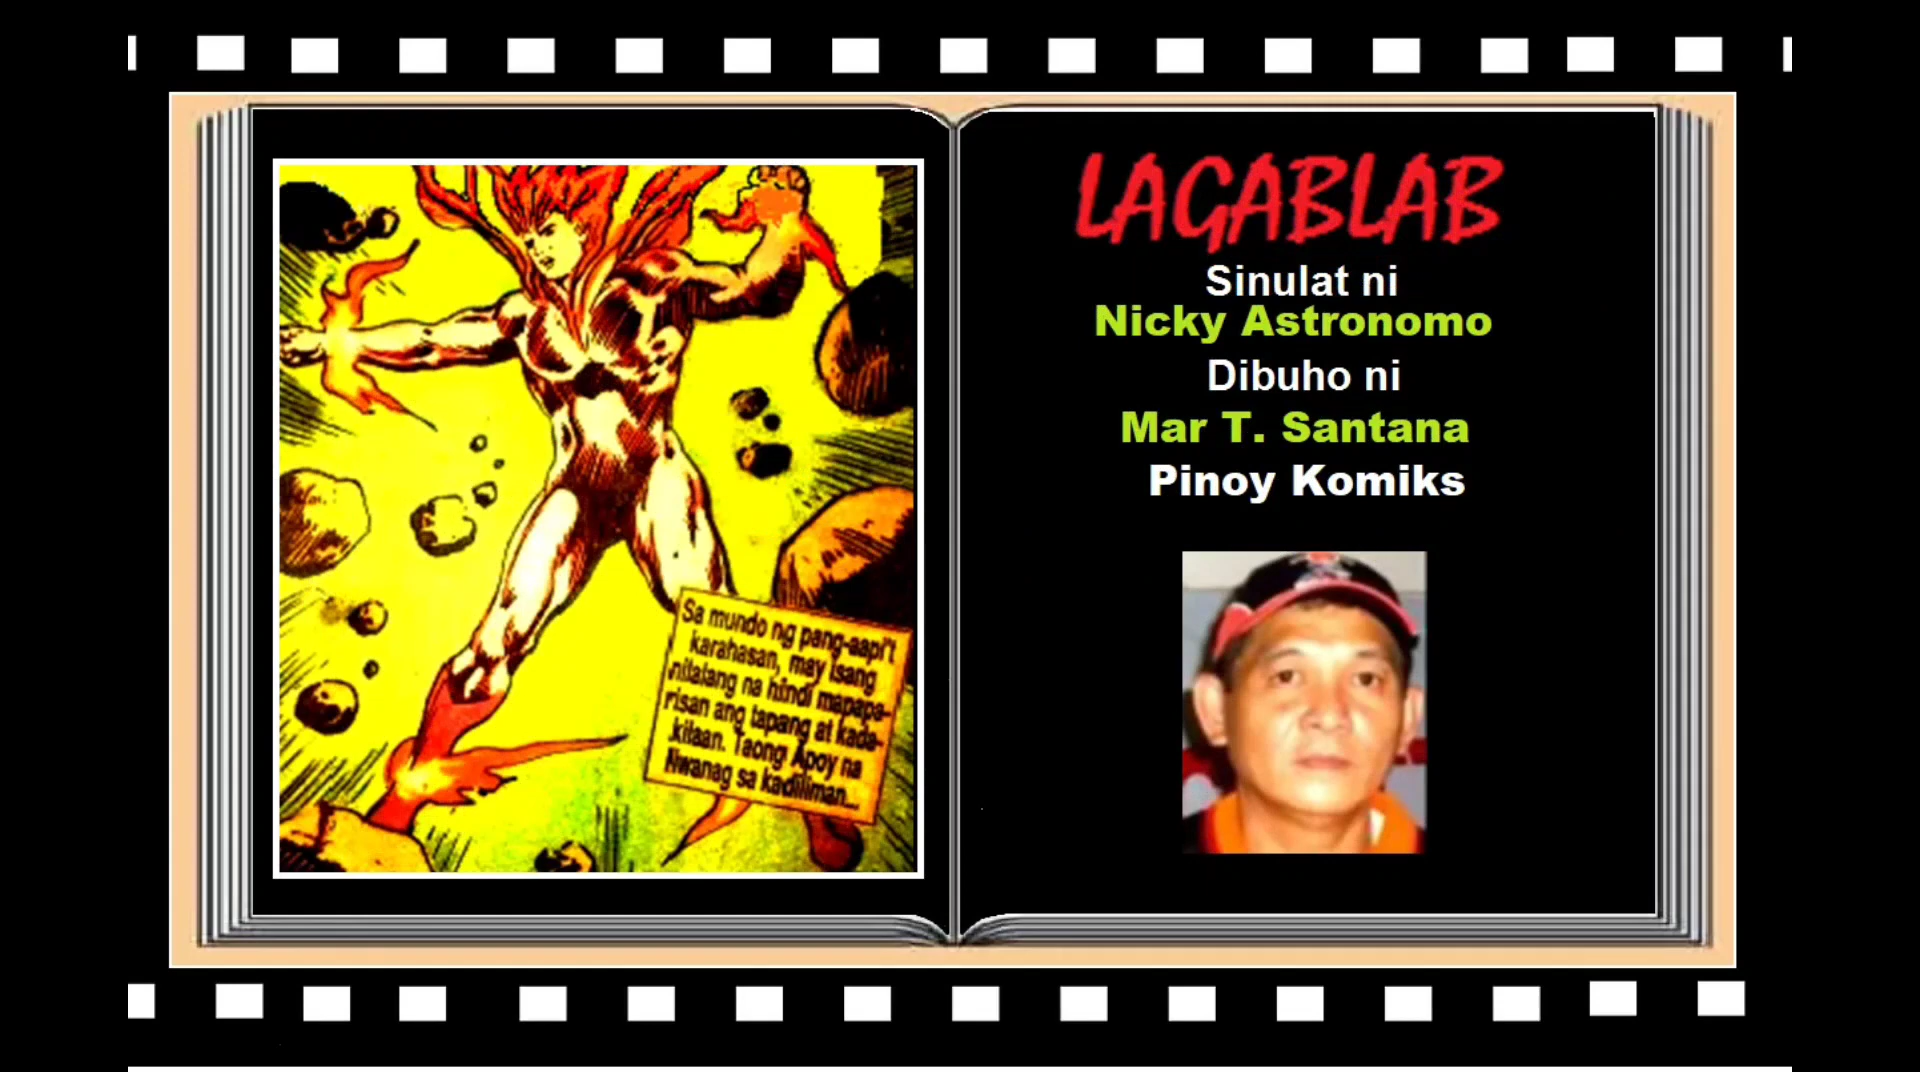 Sa mundo ng pang-aapi't
karahasan, may isang
nilalang na hindi mapapa-
risan ang tapang at kada-
kilaan. Taong Apoy na
liwanag sa kadiliman...
LAGABLAB
Sinulat ni
Nicky Astronomo
Dibuho ni
Mar T. Santana
Pinoy Komiks